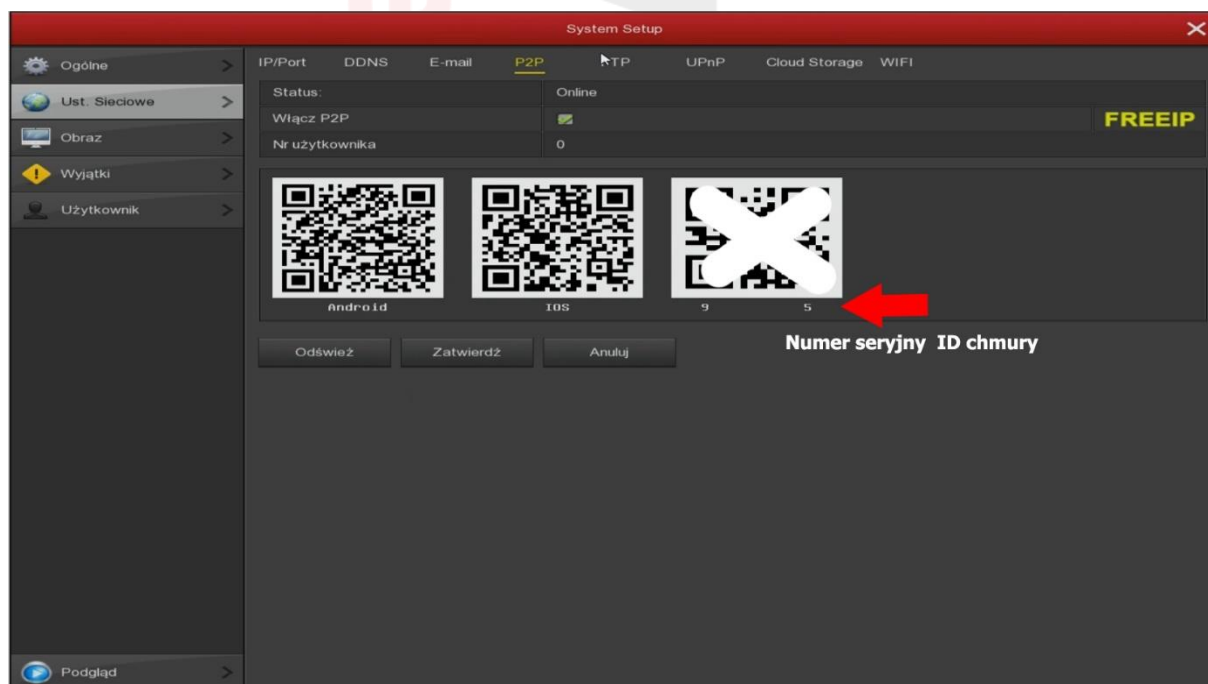 System Setup
Ogólne
Ust. Sieciowe
Obraz
Wyjątki
Użytkownik
Podgląd
IP/Port DDNS E-mail P2P UPnP Cloud Storage WIFI
Status: Online
Włącz P2P FREEIP
Nr użytkownika 0
Android IOS 9 5
Numer seryjny ID chmury
Odśwież Zatwierdź Anuluj